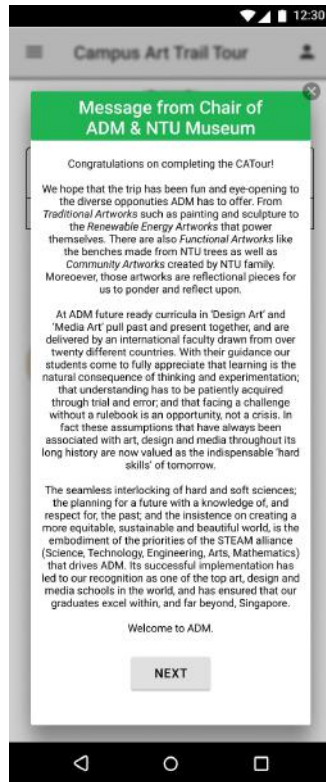 12:30
Campus Art Trail Tour
Message from Chair of
ADM & NTU Museum
Congratulations on completing the CATour!
We hope that the trip has been fun and eye-opening to
the diverse opponuties ADM has to offer. From
Traditional Artworks such as painting and sculpture to
the Renewable Energy Artworks that power
themselves. There are also Functional Artworks like
the benches made from NTU trees as well as
Community Artworks created by NTU family.
Moreoever, those artworks are reflectional pieces for
us to ponder and reflect upon.
At ADM future ready curricula in 'Design Art' and
'Media Art' pull past and present together, and are
delivered by an international faculty drawn from over
twenty different countries. With their guidance our
students come to fully appreciate that learning is the
natural consequence of thinking and experimentation;
that understanding has to be patiently acquired
through trial and error; and that facing a challenge
without a rulebook is an opportunity, not a crisis. In
fact these assumptions that have always been
associated with art, design and media throughout its
long history are now valued as the indispensable 'hard
skills' of tomorrow.
The seamless interlocking of hard and soft sciences;
the planning for a future with a knowledge of, and
respect for, the past; and the insistence on creating a
more equitable, sustainable and beautiful world, is the
embodiment of the priorities of the STEAM alliance
(Science, Technology, Engineering, Arts, Mathematics)
that drives ADM. Its successful implementation has
led to our recognition as one of the top art, design and
media schools in the world, and has ensured that our
graduates excel within, and far beyond, Singapore.
Welcome to ADM.
NEXT